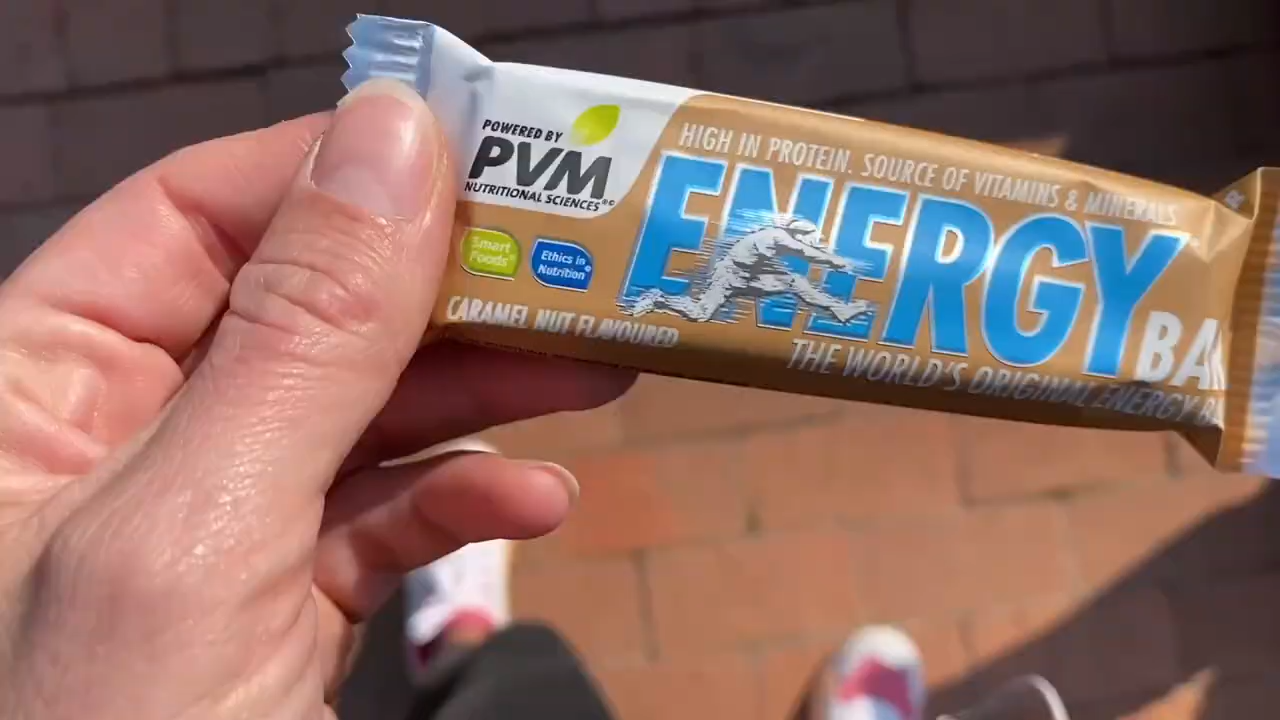 POWERED BY
PVM
NUTRITIONAL SCIENCES®©
Smart
Foods®
Ethics in
Nutrition®
CARAMEL NUT FLAVOURED
HIGH IN PROTEIN. SOURCE OF VITAMINS & MINERALS
ENERGY
THE WORLD'S ORIGINAL ENERGY